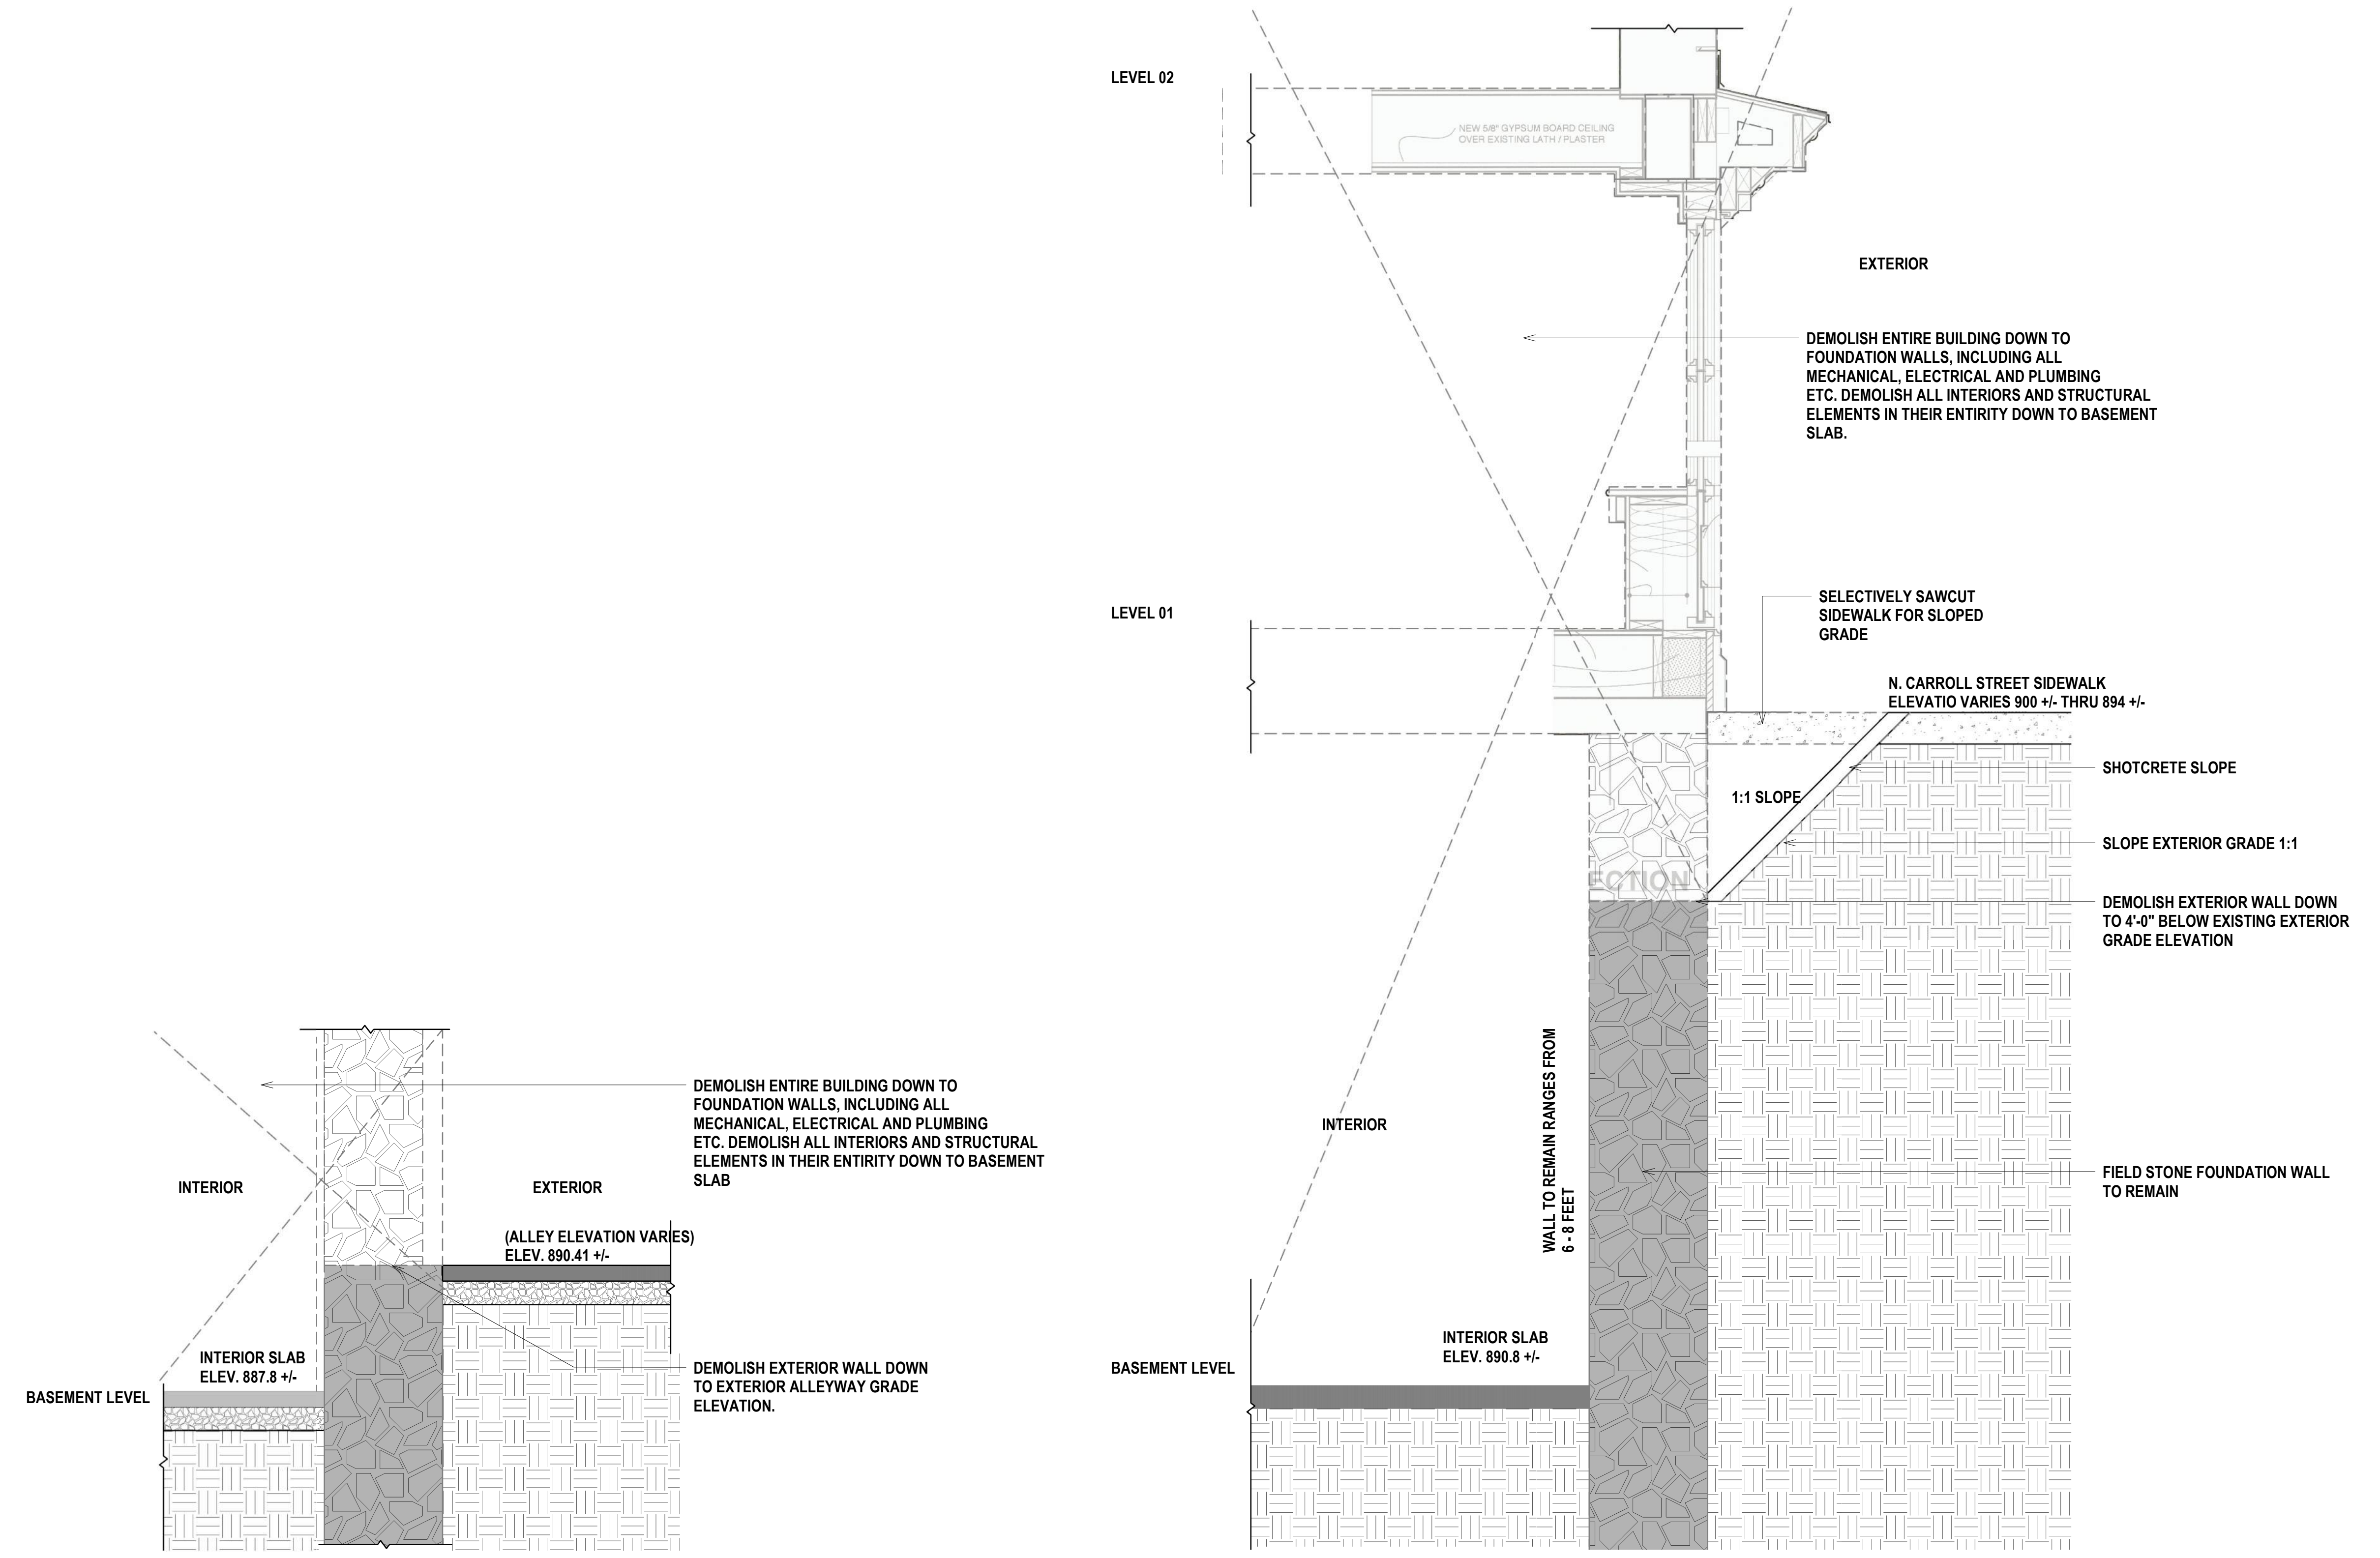 LEVEL 02
NEW 5/8" GYPSUM BOARD CEILING
OVER EXISTING LATH / PLASTER
EXTERIOR
DEMOLISH ENTIRE BUILDING DOWN TO
FOUNDATION WALLS, INCLUDING ALL
MECHANICAL, ELECTRICAL AND PLUMBING
ETC. DEMOLISH ALL INTERIORS AND STRUCTURAL
ELEMENTS IN THEIR ENTIRITY DOWN TO BASEMENT
SLAB.
LEVEL 01
SELECTIVELY SAWCUT
SIDEWALK FOR SLOPED
GRADE
N. CARROLL STREET SIDEWALK
ELEVATIO VARIES 900 +/- THRU 894 +/-
SHOTCRETE SLOPE
1:1 SLOPE
SLOPE EXTERIOR GRADE 1:1
ECTION
DEMOLISH EXTERIOR WALL DOWN
TO 4'-0" BELOW EXISTING EXTERIOR
GRADE ELEVATION
WALL TO REMAIN RANGES FROM
6 - 8 FEET
INTERIOR
FIELD STONE FOUNDATION WALL
TO REMAIN
INTERIOR SLAB
ELEV. 890.8 +/-
BASEMENT LEVEL
DEMOLISH ENTIRE BUILDING DOWN TO
FOUNDATION WALLS, INCLUDING ALL
MECHANICAL, ELECTRICAL AND PLUMBING
ETC. DEMOLISH ALL INTERIORS AND STRUCTURAL
ELEMENTS IN THEIR ENTIRITY DOWN TO BASEMENT
SLAB
INTERIOR
EXTERIOR
(ALLEY ELEVATION VARIES)
ELEV. 890.41 +/-
INTERIOR SLAB
ELEV. 887.8 +/-
BASEMENT LEVEL
DEMOLISH EXTERIOR WALL DOWN
TO EXTERIOR ALLEYWAY GRADE
ELEVATION.